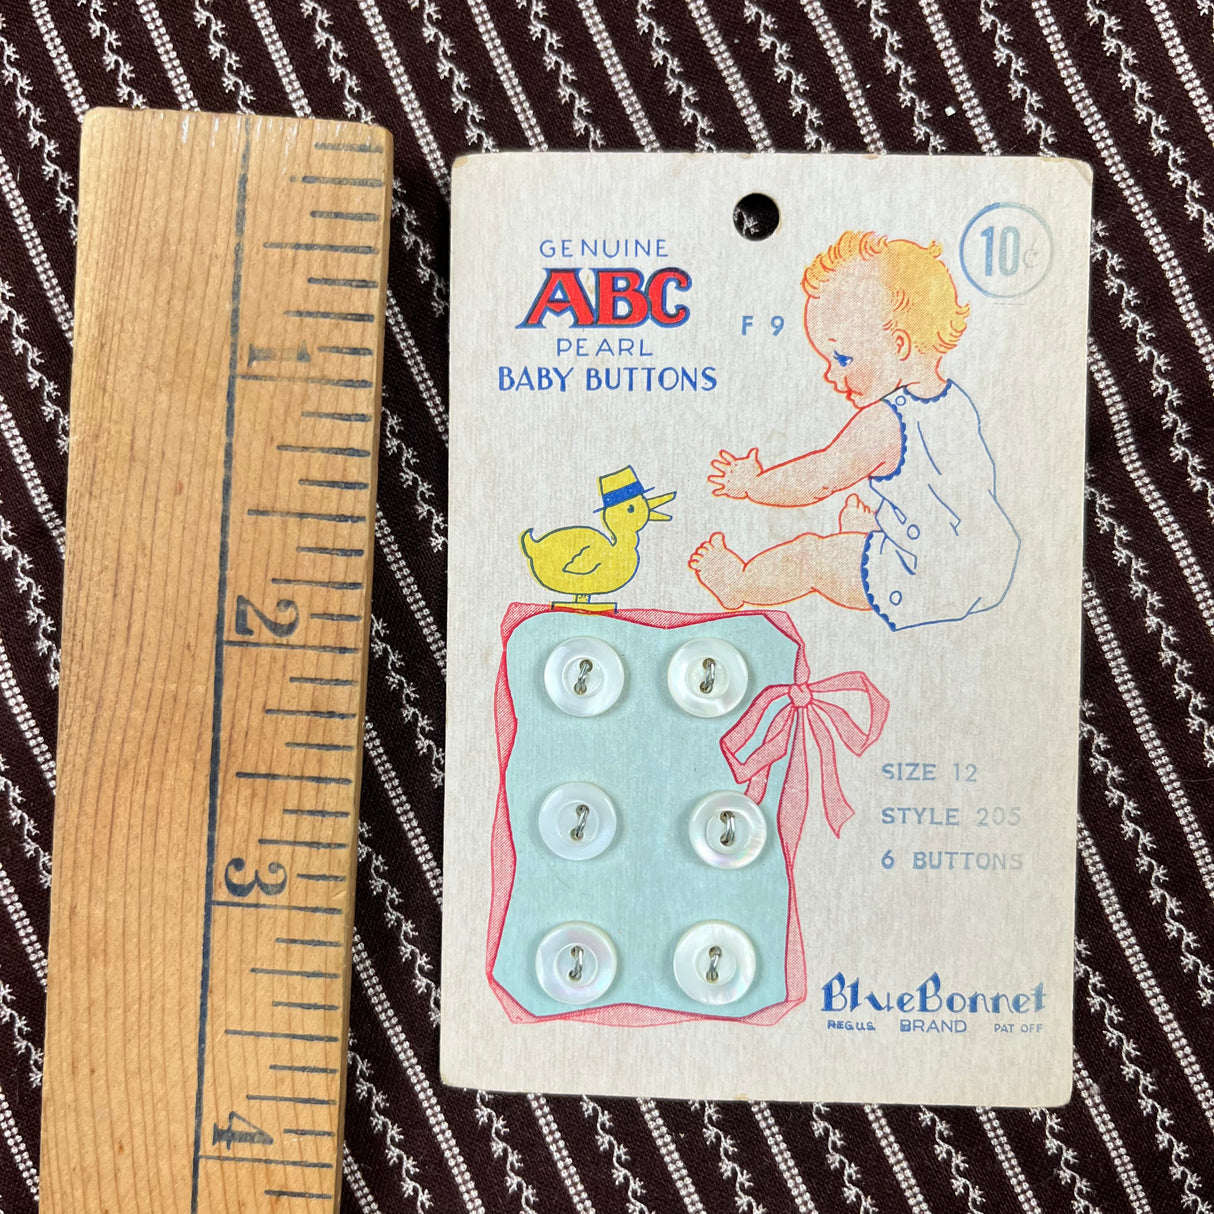 GENUINE
ABC
PEARL
BABY BUTTONS
F 9
10¢
SIZE 12
STYLE 205
6 BUTTONS
BlueBonnet
REG U.S. BRAND PAT OFF
1
2
3
4